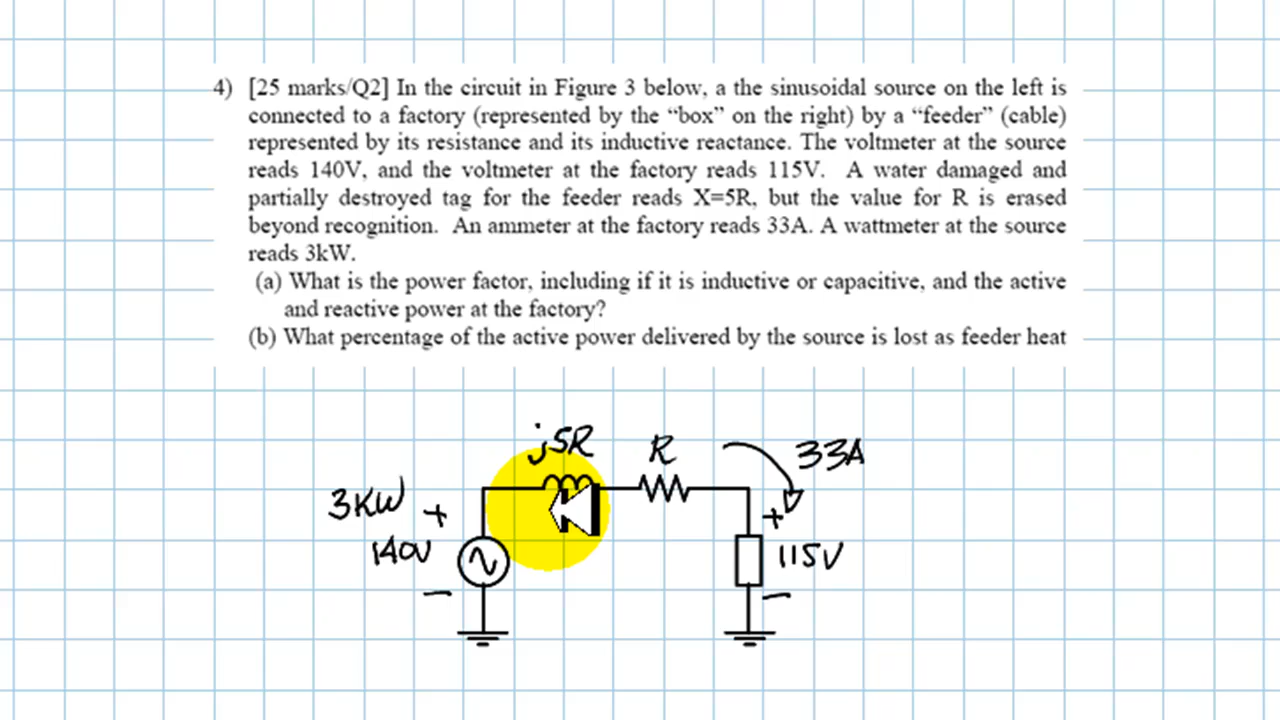 4) [25 marks/Q2] In the circuit in Figure 3 below, a the sinusoidal source on the left is
connected to a factory (represented by the “box” on the right) by a “feeder” (cable)
represented by its resistance and its inductive reactance. The voltmeter at the source
reads 140V, and the voltmeter at the factory reads 115V. A water damaged and
partially destroyed tag for the feeder reads X=5R, but the value for R is erased
beyond recognition. An ammeter at the factory reads 33A. A wattmeter at the source
reads 3kW.
(a) What is the power factor, including if it is inductive or capacitive, and the active
and reactive power at the factory?
(b) What percentage of the active power delivered by the source is lost as feeder heat
j5R
R
33A
3KW
+
+
140V
115V
−
−